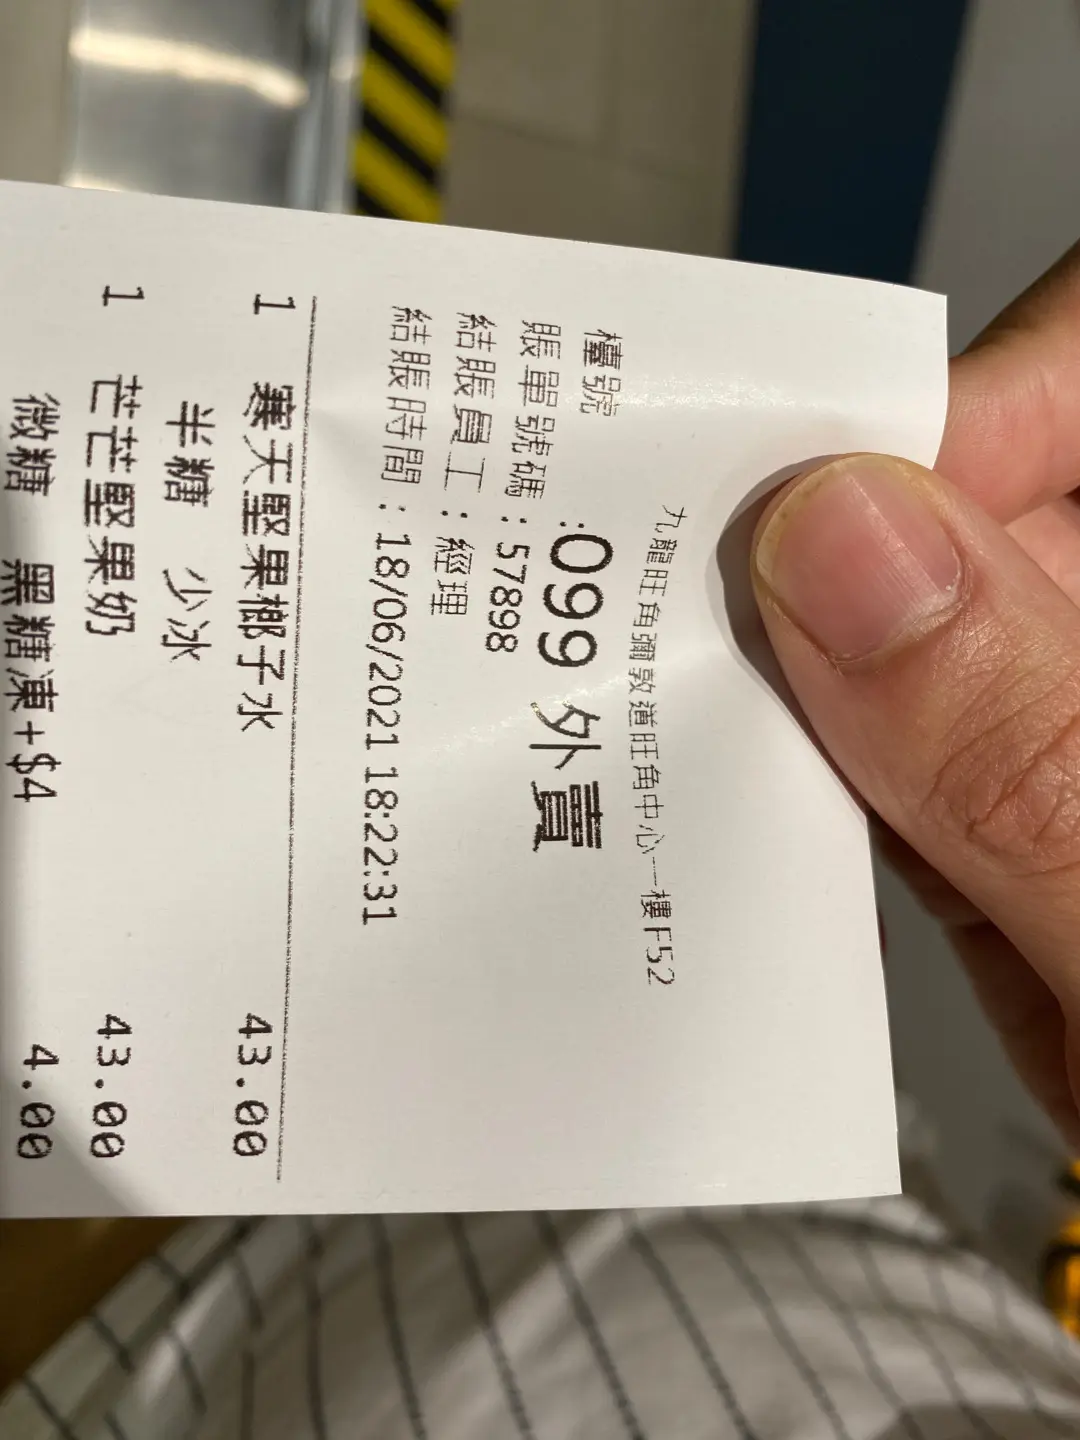 九龍旺角彌敦道旺角中心一樓F52
檯號 :099 外賣
賬單號碼 : 57898
結賬員工 : 經理
結賬時間 : 18/06/2021 18:22:31
1 寒天堅果椰子水 43.00
半糖 少冰
1 芒芒堅果奶 43.00
微糖 黑糖凍+$4 4.00